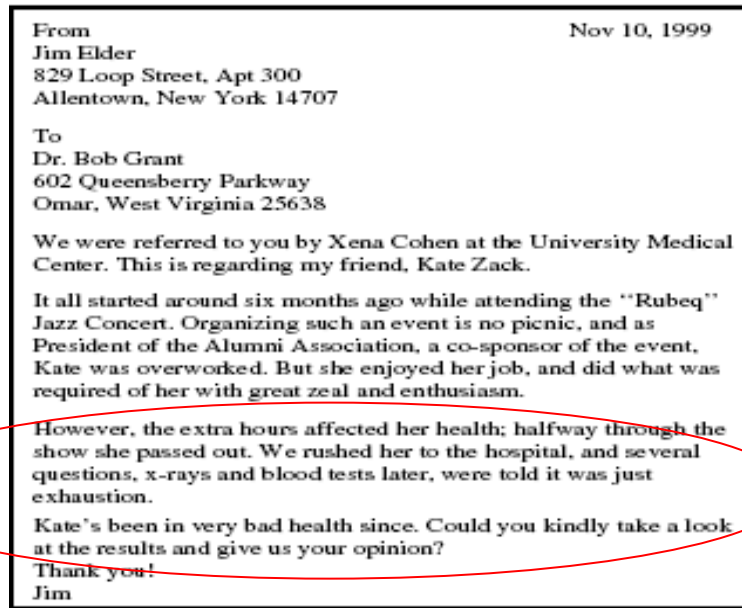 From Nov 10, 1999
Jim Elder
829 Loop Street, Apt 300
Allentown, New York 14707
To
Dr. Bob Grant
602 Queensberry Parkway
Omar, West Virginia 25638
We were referred to you by Xena Cohen at the University Medical
Center. This is regarding my friend, Kate Zack.
It all started around six months ago while attending the “Rubeq”
Jazz Concert. Organizing such an event is no picnic, and as
President of the Alumni Association, a co-sponsor of the event,
Kate was overworked. But she enjoyed her job, and did what was
required of her with great zeal and enthusiasm.
However, the extra hours affected her health; halfway through the
show she passed out. We rushed her to the hospital, and several
questions, x-rays and blood tests later, were told it was just
exhaustion.
Kate’s been in very bad health since. Could you kindly take a look
at the results and give us your opinion?
Thank you!
Jim